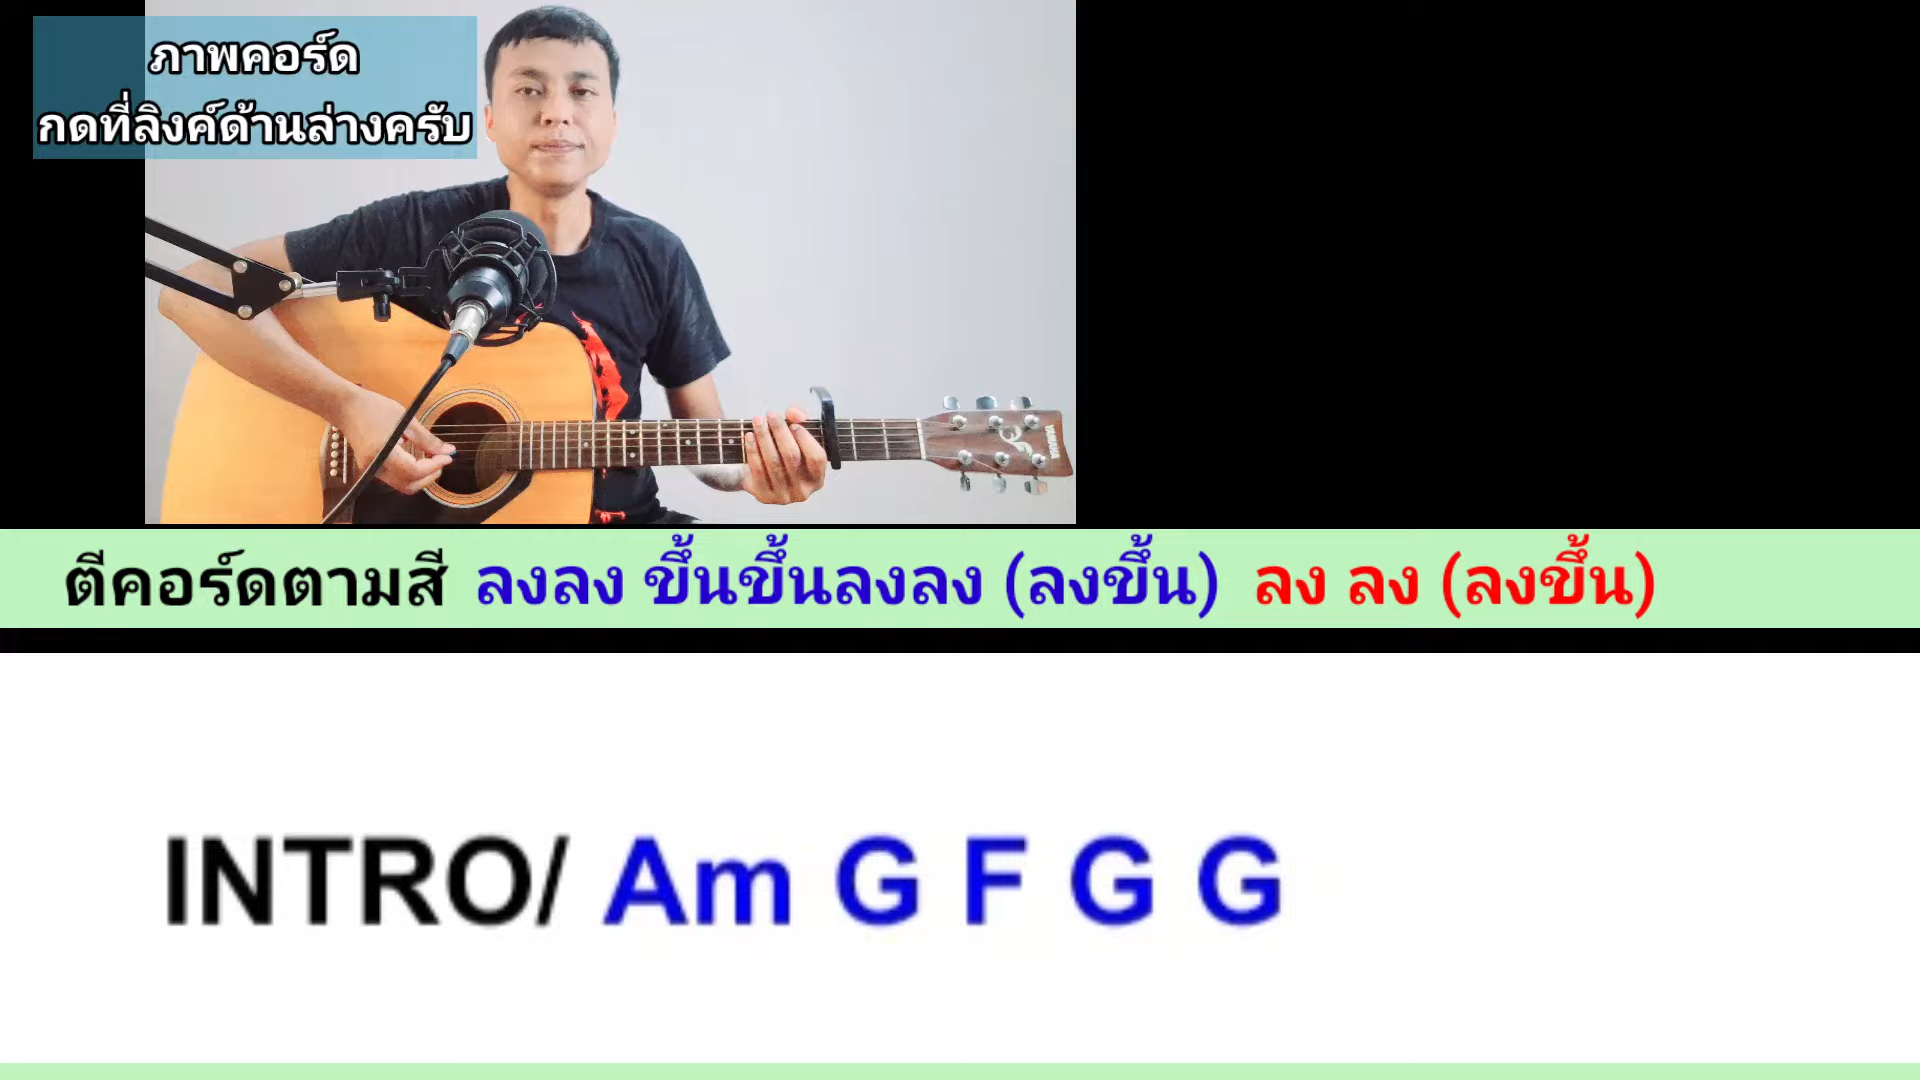 ภาพคอร์ด
กดที่ลิงค์ด้านล่างครับ
YAMAHA
ตีคอร์ดตามสี ลงลง ขึ้นขึ้นลงลง (ลงขึ้น) ลง ลง (ลงขึ้น)
INTRO/ Am G F G G